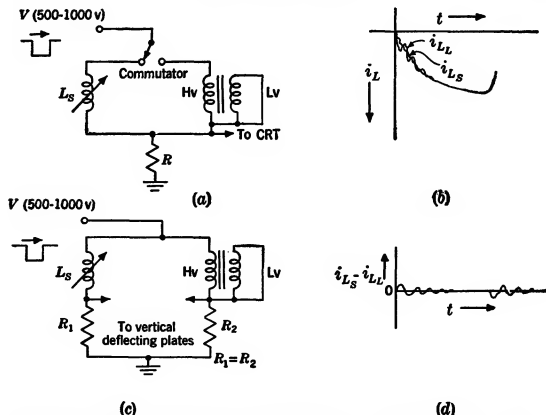 V (500-1000 v)
Commutator
L_S
Hv
Lv
To CRT
R
(a)
t
i_{L_L}
i_{L_S}
i_L
(b)
V (500-1000 v)
L_S
Hv
Lv
R_1
To vertical
deflecting plates
R_2
R_1 = R_2
(c)
i_{L_S} - i_{L_L}
0
t
(d)